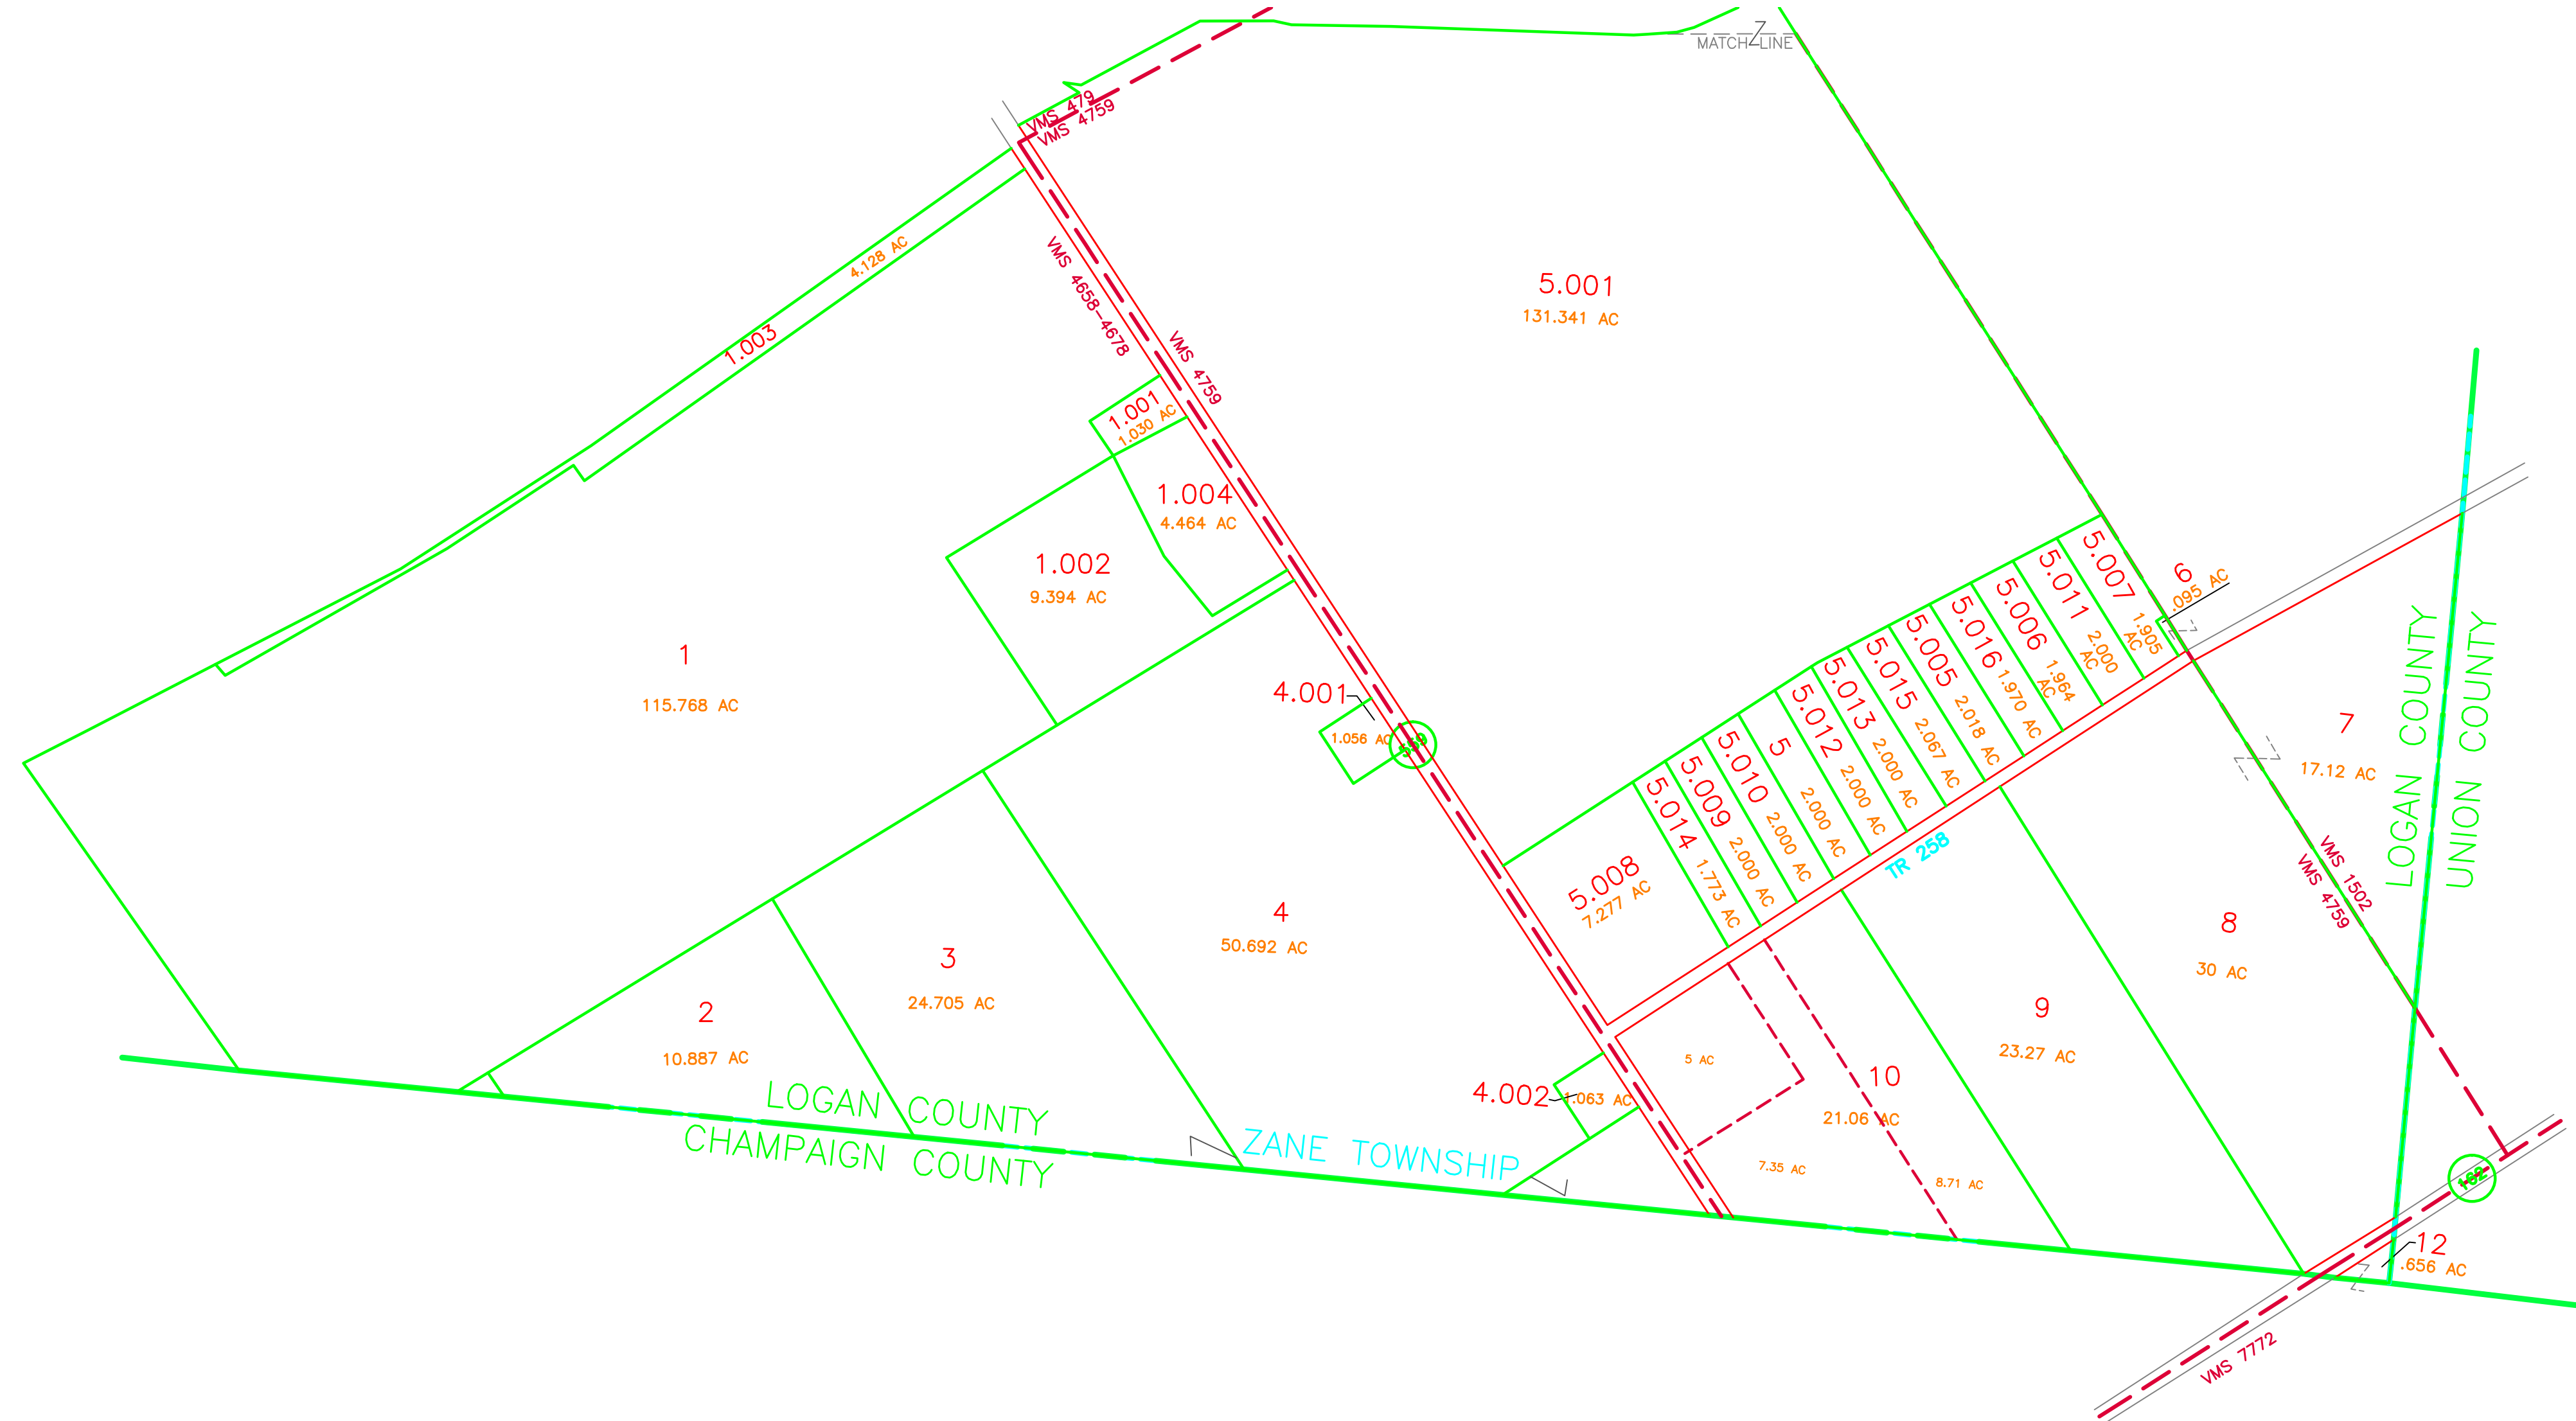 MATCH LINE
VMS 479
VMS 4759
4.128 AC
1.003
VMS 4658-4678
VMS 4759
5.001
131.341 AC
1.001
1.030 AC
1.004
4.464 AC
1.002
9.394 AC
1
115.768 AC
4.001
1.056 AC
5.007
1.905
AC
5.011
2.000
AC
5.006
1.964
AC
5.016
1.970 AC
5.005
2.018 AC
5.015
2.067 AC
5.013
2.000 AC
5.012
2.000 AC
5
2.000 AC
5.010
2.000 AC
5.009
2.000 AC
5.014
1.773 AC
5.008
7.277 AC
6
.095 AC
7
17.12 AC
LOGAN COUNTY
UNION COUNTY
TR 258
VMS 1502
VMS 4759
2
10.887 AC
3
24.705 AC
4
50.692 AC
8
30 AC
9
23.27 AC
10
21.06 AC
5 AC
7.35 AC
8.71 AC
4.002
1.063 AC
LOGAN COUNTY
CHAMPAIGN COUNTY
ZANE TOWNSHIP
162
12
.656 AC
VMS 7772